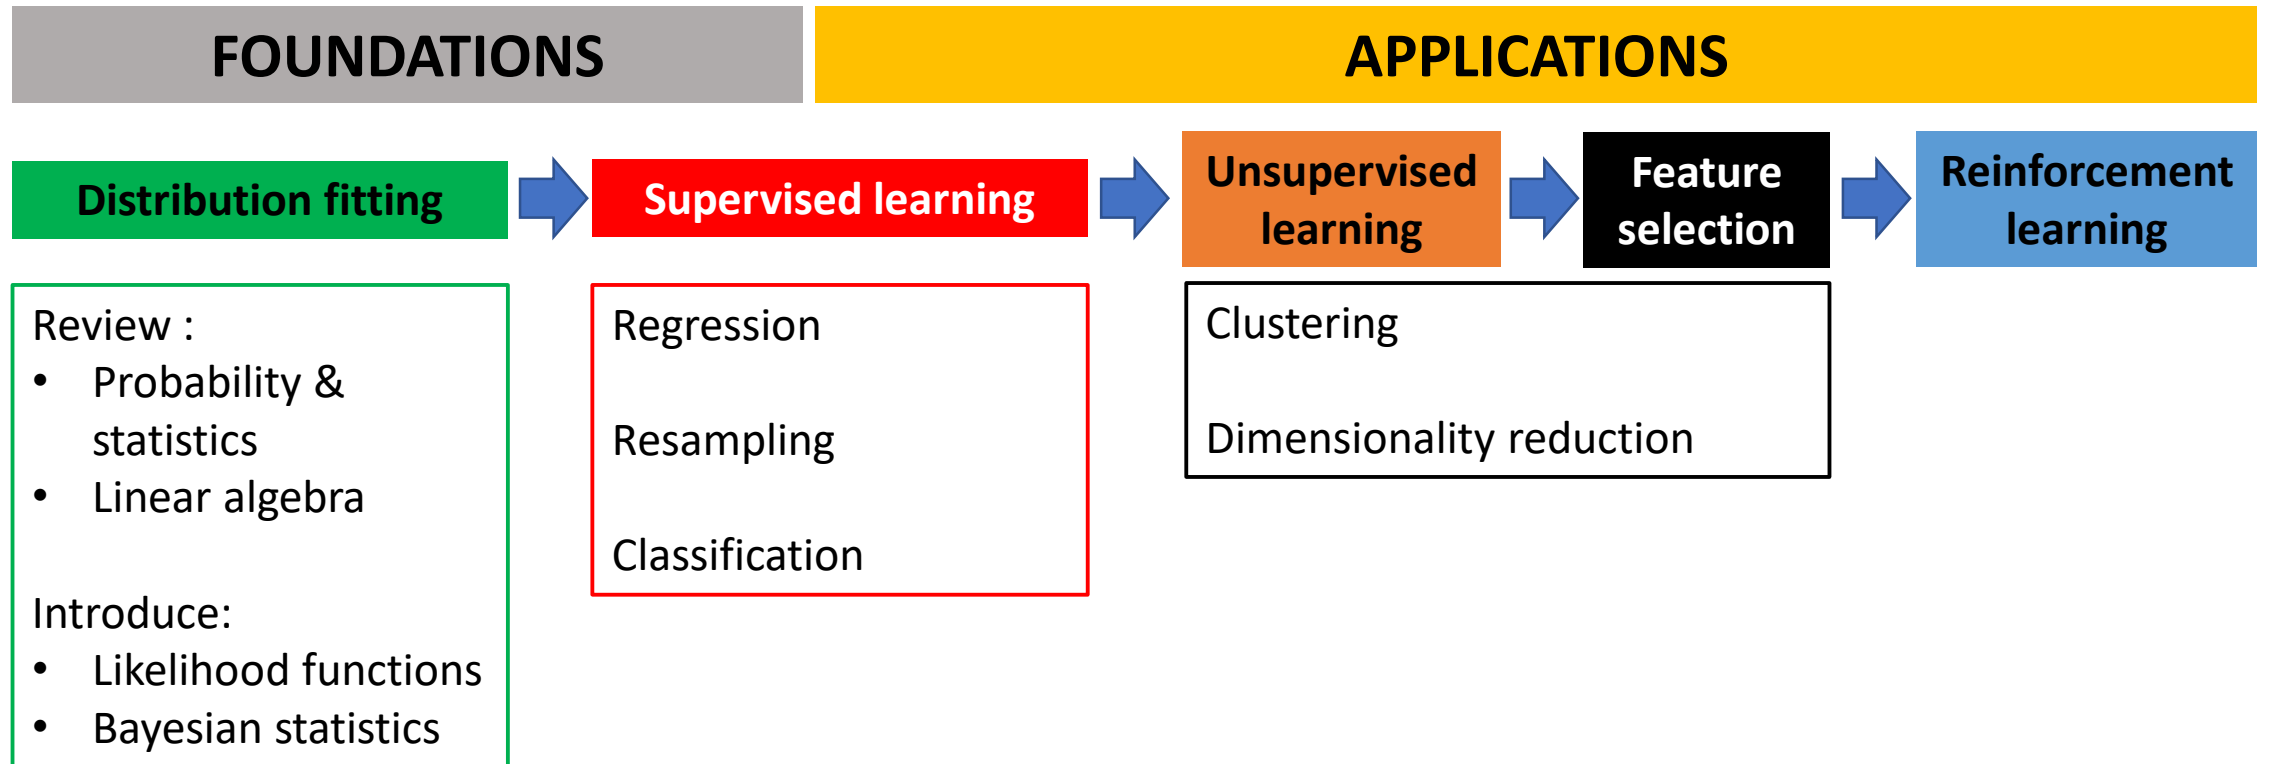 FOUNDATIONS
APPLICATIONS
Distribution fitting
Supervised learning
Unsupervised
learning
Feature
selection
Reinforcement
learning
Review :
• Probability &
statistics
• Linear algebra
Introduce:
• Likelihood functions
• Bayesian statistics
Regression
Resampling
Classification
Clustering
Dimensionality reduction